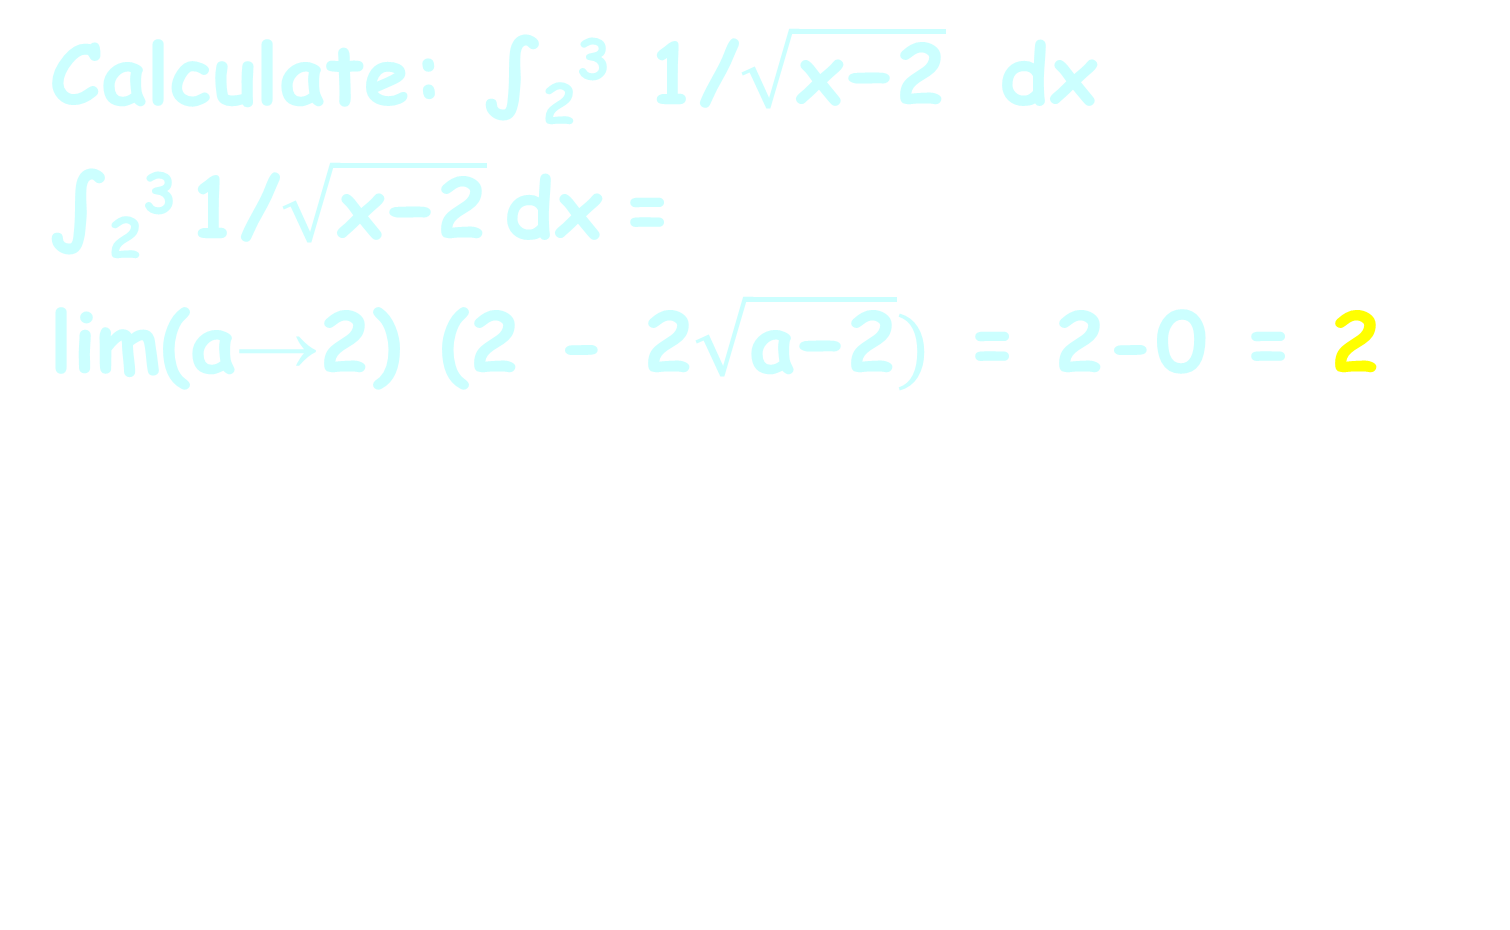 Calculate: ∫₂³ 1/√x−2 dx
∫₂³ 1/√x−2 dx =
lim(a→2) (2 - 2√a−2) = 2-0 = 2